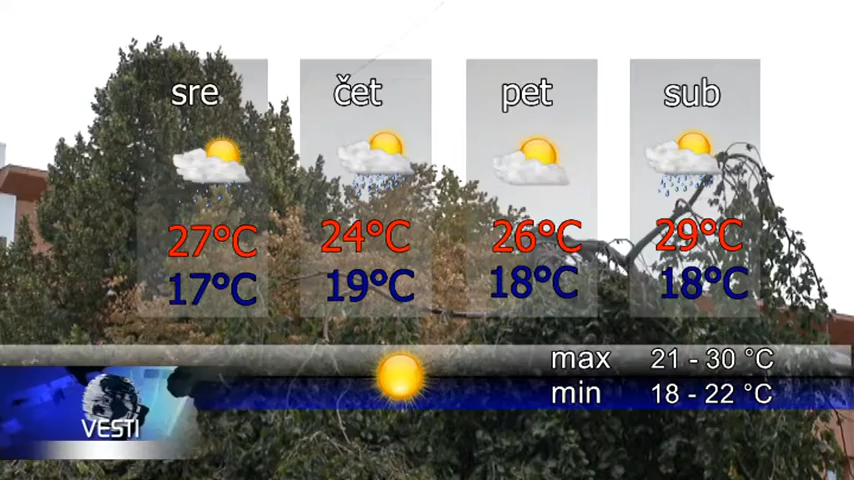 sre čet pet sub
27°C 24°C 26°C 29°C
17°C 19°C 18°C 18°C
max 21 - 30 °C
min 18 - 22 °C
VESTI